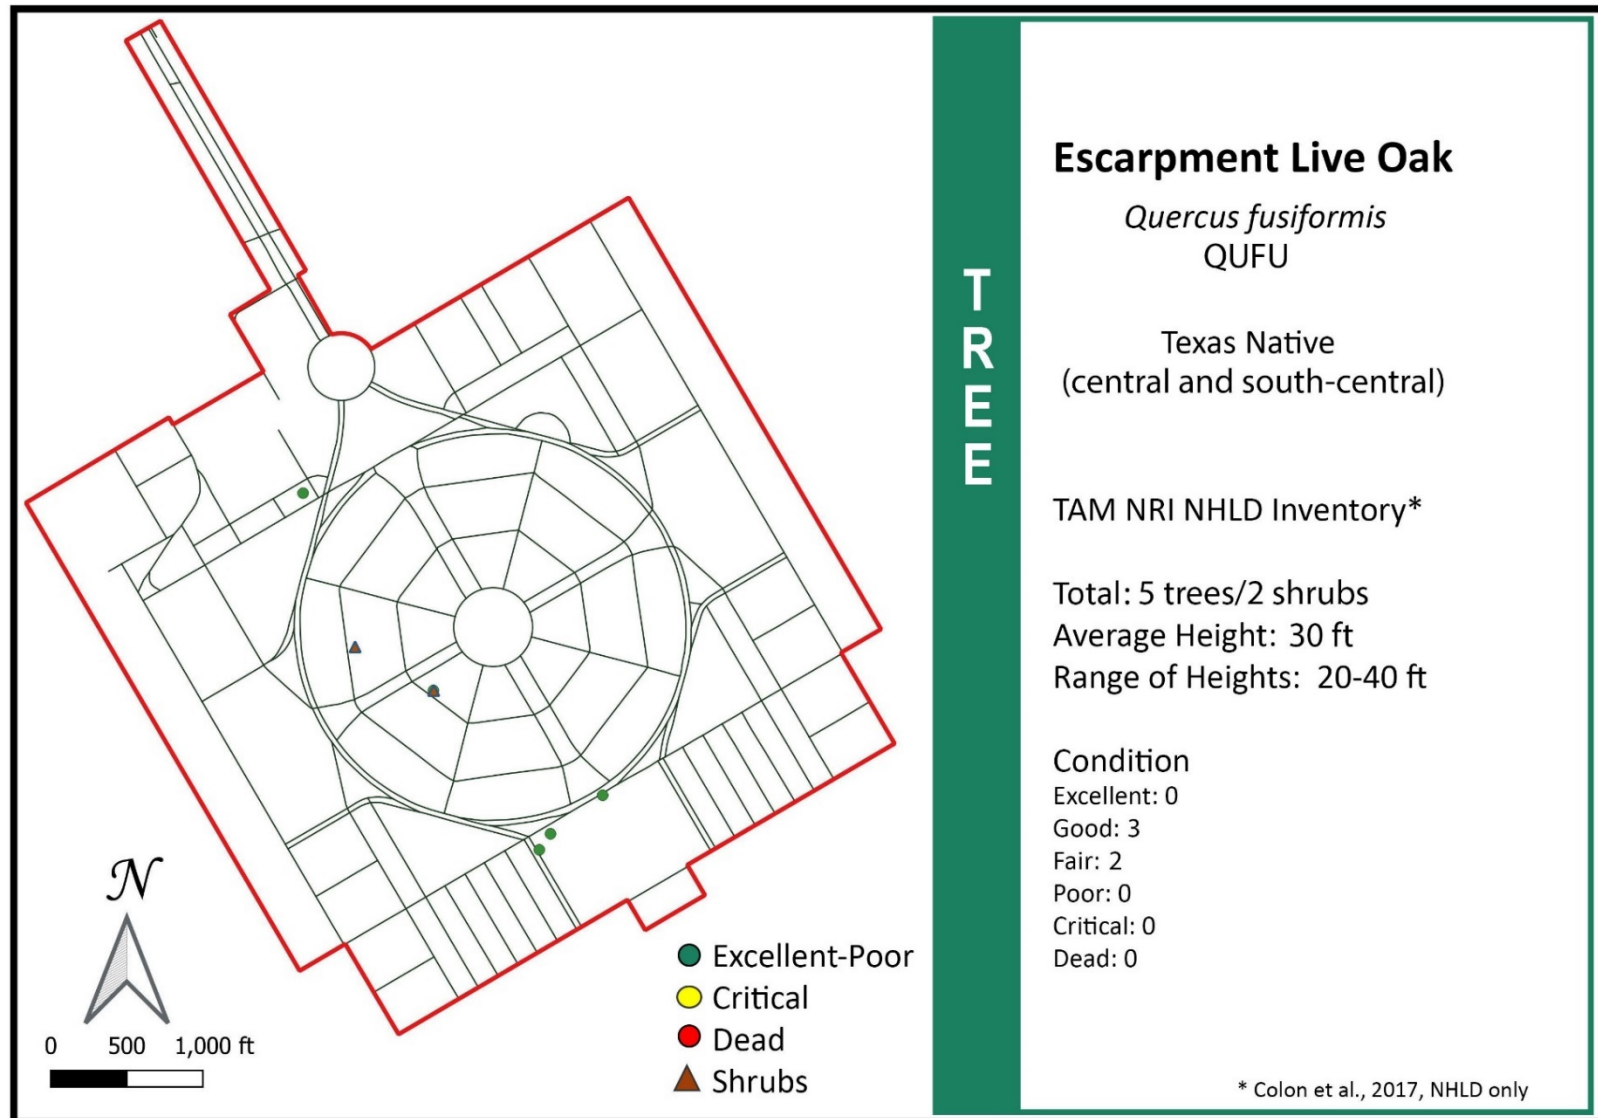 N
0 500 1,000 ft
Excellent-Poor
Critical
Dead
Shrubs
TREE
Escarpment Live Oak
Quercus fusiformis
QUFU
Texas Native
(central and south-central)
TAM NRI NHLD Inventory*
Total: 5 trees/2 shrubs
Average Height: 30 ft
Range of Heights: 20-40 ft
Condition
Excellent: 0
Good: 3
Fair: 2
Poor: 0
Critical: 0
Dead: 0
* Colon et al., 2017, NHLD only